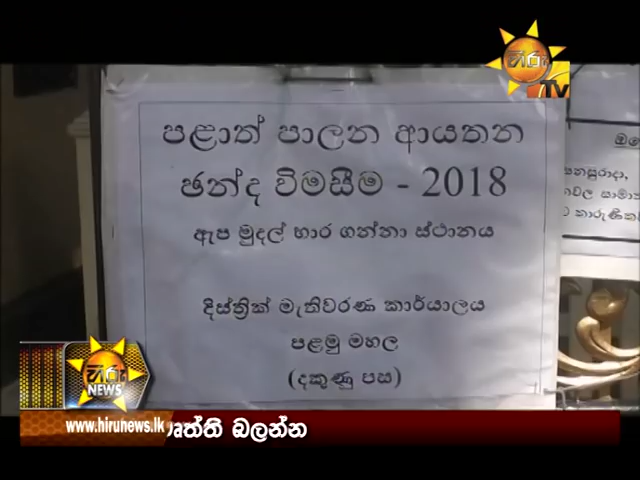 හිරු
TV
පළාත් පාලන ආයතන
ඡන්ද විමසීම - 2018
ඇප මුදල් භාර ගන්නා ස්ථානය
දිස්ත්‍රික් මැතිවරණ කාර්යාලය
පළමු මහල
(දකුණු පස)
හිරු
NEWS
www.hirunews.lk
බලන්න